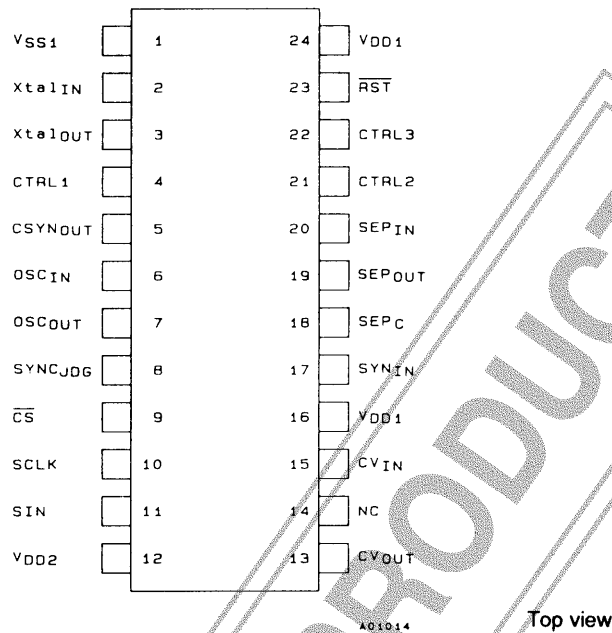 VSS1 1 24 VDD1
XtalIN 2 23 RST
XtalOUT 3 22 CTRL3
CTRL1 4 21 CTRL2
CSYNOUT 5 20 SEPIN
OSCIN 6 19 SEPOUT
OSCOUT 7 18 SEPC
SYNCJDG 8 17 SYNIN
CS 9 16 VDD1
SCLK 10 15 CVIN
SIN 11 14 NC
VDD2 12 13 CVOUT
A01014
Top view
PRODUCT